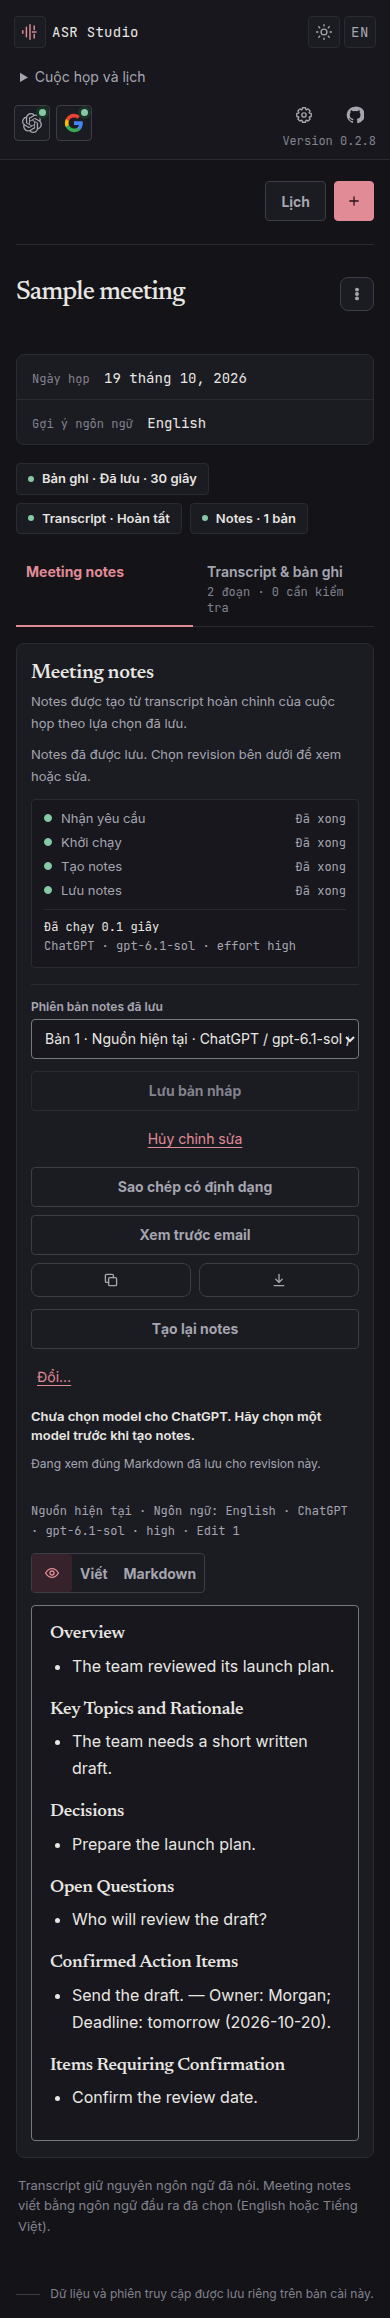 ASR Studio
EN
Cuộc họp và lịch
Version 0.2.8
Lịch
+
Sample meeting
Ngày họp 19 tháng 10, 2026
Gợi ý ngôn ngữ English
Bản ghi · Đã lưu · 30 giây
Transcript · Hoàn tất
Notes · 1 bản
Meeting notes
Transcript & bản ghi
2 đoạn · 0 cần kiểm
tra
Meeting notes
Notes được tạo từ transcript hoàn chỉnh của cuộc
họp theo lựa chọn đã lưu.
Notes đã được lưu. Chọn revision bên dưới để xem
hoặc sửa.
Nhận yêu cầu Đã xong
Khởi chạy Đã xong
Tạo notes Đã xong
Lưu notes Đã xong
Đã chạy 0.1 giây
ChatGPT · gpt-6.1-sol · effort high
Phiên bản notes đã lưu
Bản 1 · Nguồn hiện tại · ChatGPT / gpt-6.1-sol
Lưu bản nháp
Hủy chỉnh sửa
Sao chép có định dạng
Xem trước email
Tạo lại notes
Đổi...
Chưa chọn model cho ChatGPT. Hãy chọn một
model trước khi tạo notes.
Đang xem đúng Markdown đã lưu cho revision này.
Nguồn hiện tại · Ngôn ngữ: English · ChatGPT
· gpt-6.1-sol · high · Edit 1
Viết
Markdown
Overview
• The team reviewed its launch plan.
Key Topics and Rationale
• The team needs a short written
draft.
Decisions
• Prepare the launch plan.
Open Questions
• Who will review the draft?
Confirmed Action Items
• Send the draft. — Owner: Morgan;
Deadline: tomorrow (2026-10-20).
Items Requiring Confirmation
• Confirm the review date.
Transcript giữ nguyên ngôn ngữ đã nói. Meeting notes
viết bằng ngôn ngữ đầu ra đã chọn (English hoặc Tiếng
Việt).
Dữ liệu và phiên truy cập được lưu riêng trên bản cài này.